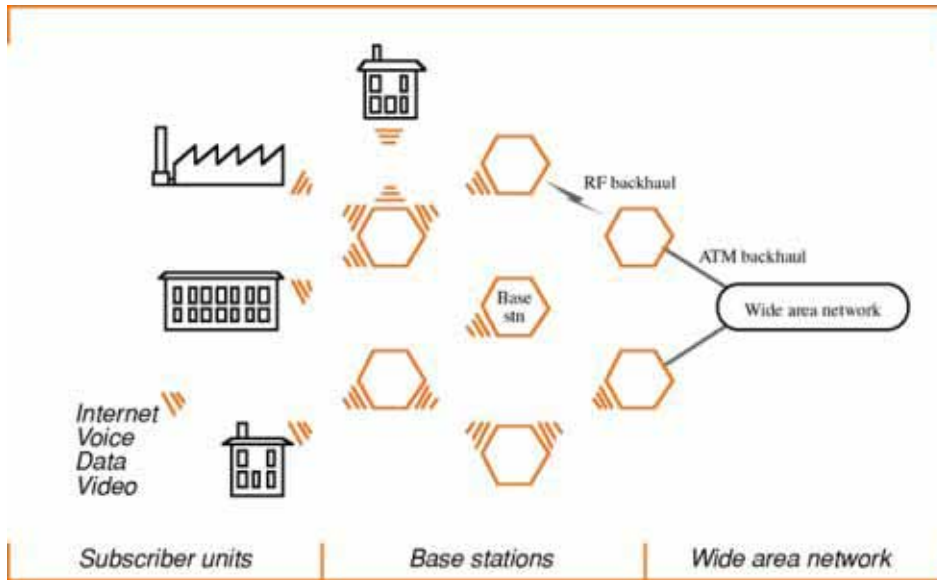 RF backhaul
ATM backhaul
Base
stn
Wide area network
Internet
Voice
Data
Video
Subscriber units
Base stations
Wide area network